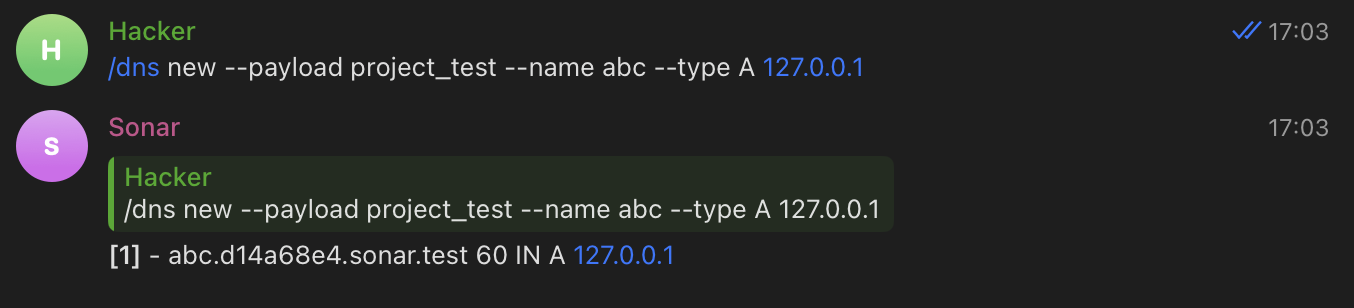 H
Hacker 17:03
/dns new --payload project_test --name abc --type A 127.0.0.1
S
Sonar 17:03
Hacker
/dns new --payload project_test --name abc --type A 127.0.0.1
[1] - abc.d14a68e4.sonar.test 60 IN A 127.0.0.1